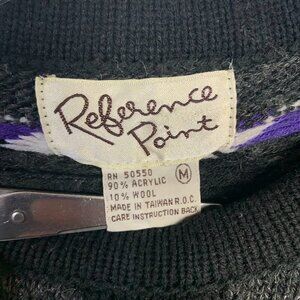 Reference
Point
RN 50550
90% ACRYLIC
10% WOOL
M
MADE IN TAIWAN R.O.C.
CARE INSTRUCTION BACK